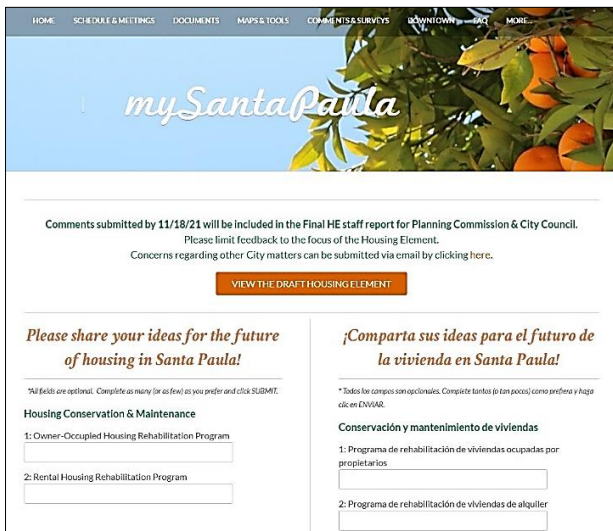 HOME SCHEDULE & MEETINGS DOCUMENTS MAPS & TOOLS COMMENTS & SURVEYS DOWNTOWN FAQ MORE...
mySantaPaula
Comments submitted by 11/18/21 will be included in the Final HE staff report for Planning Commission & City Council.
Please limit feedback to the focus of the Housing Element.
Concerns regarding other City matters can be submitted via email by clicking here.
VIEW THE DRAFT HOUSING ELEMENT
Please share your ideas for the future
of housing in Santa Paula!
*All fields are optional. Complete as many (or as few) as you prefer and click SUBMIT.
Housing Conservation & Maintenance
1: Owner-Occupied Housing Rehabilitation Program
2: Rental Housing Rehabilitation Program
¡Comparta sus ideas para el futuro de
la vivienda en Santa Paula!
* Todos los campos son opcionales. Complete tantos (o tan pocos) como prefiera y haga
clic en ENVIAR.
Conservación y mantenimiento de viviendas
1: Programa de rehabilitación de viviendas ocupadas por
propietarios
2: Programa de rehabilitación de viviendas de alquiler